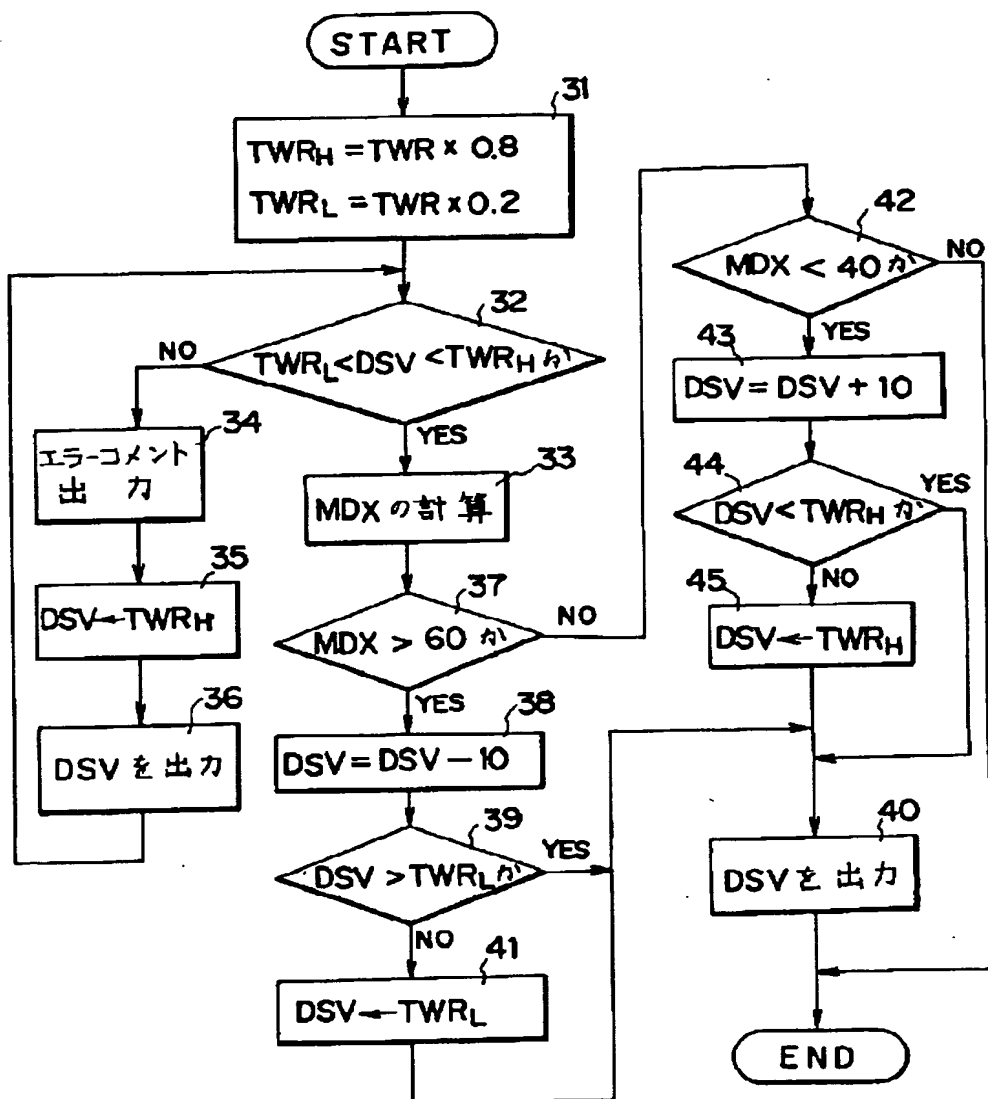 START
31
TWRH = TWR × 0.8
TWRL = TWR × 0.2
32
TWRL < DSV < TWRH か
NO
YES
34
エラーコメント
出力
33
MDXの計算
35
DSV ← TWRH
37
MDX > 60 か
NO
YES
36
DSVを出力
38
DSV = DSV − 10
39
DSV > TWRL か
YES
NO
41
DSV ← TWRL
42
MDX < 40 か
NO
YES
43
DSV = DSV + 10
44
DSV < TWRH か
YES
NO
45
DSV ← TWRH
40
DSVを出力
END